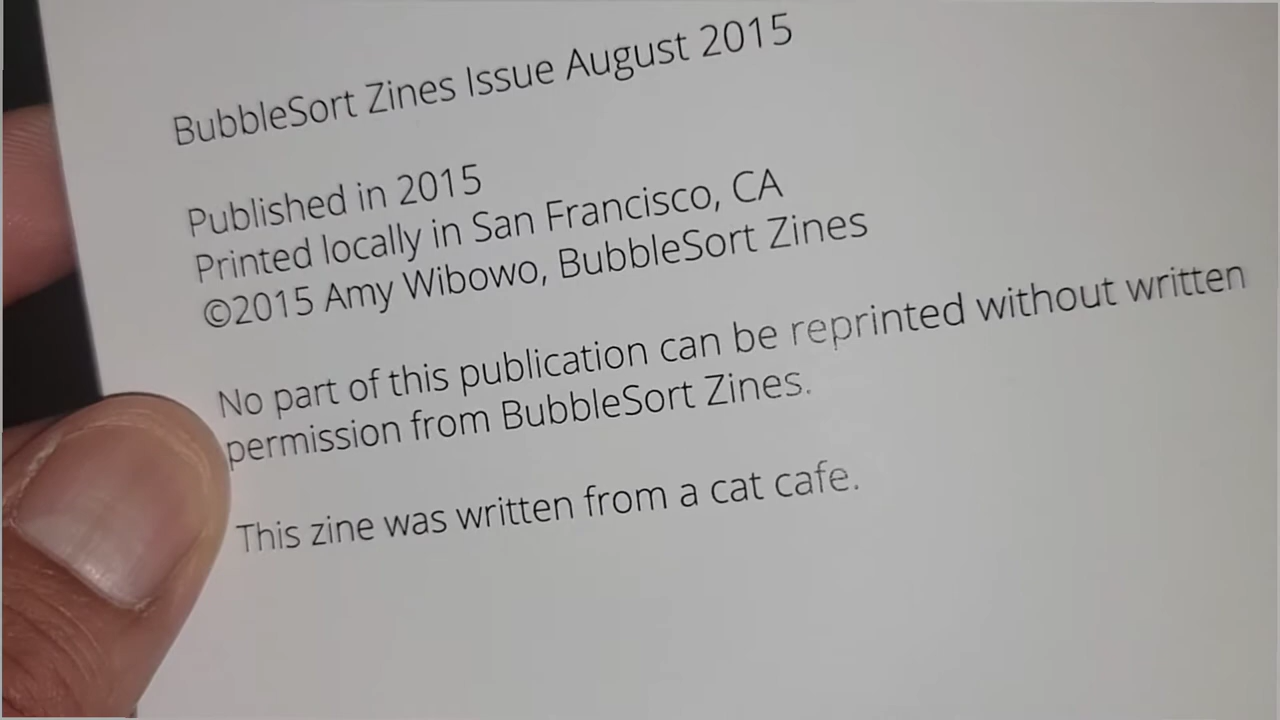 BubbleSort Zines Issue August 2015
Published in 2015
Printed locally in San Francisco, CA
©2015 Amy Wibowo, BubbleSort Zines
No part of this publication can be reprinted without written
permission from BubbleSort Zines.
This zine was written from a cat cafe.